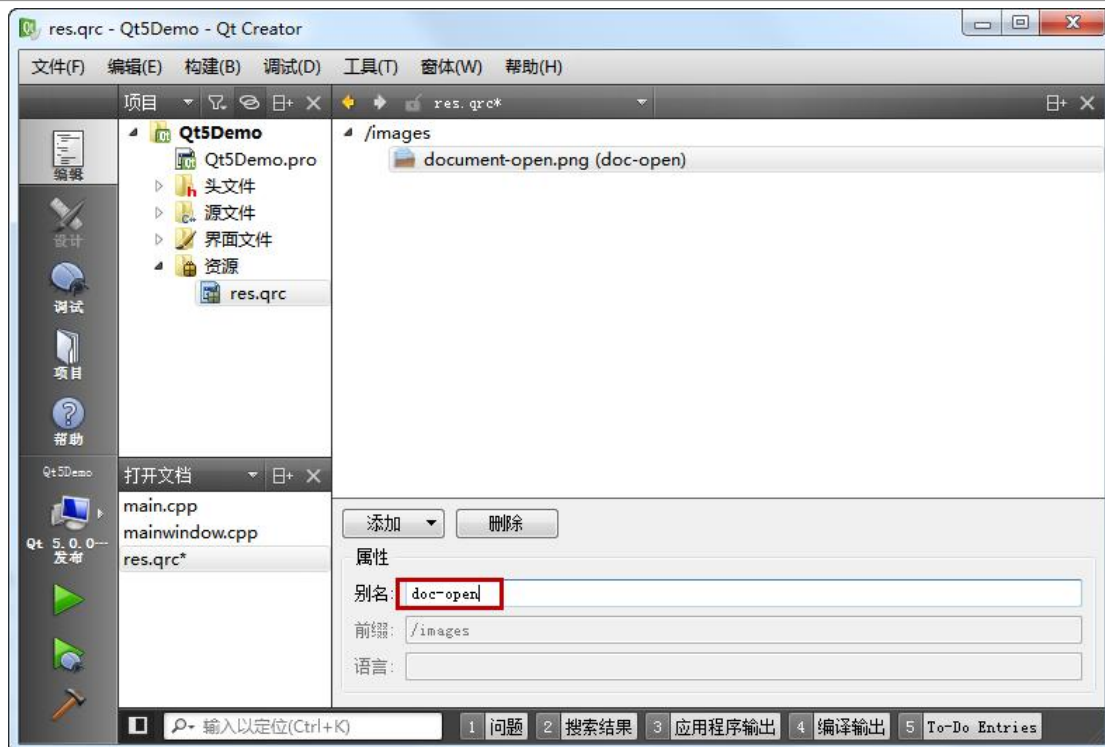 res.qrc - Qt5Demo - Qt Creator
文件(F) 编辑(E) 构建(B) 调试(D) 工具(T) 窗体(W) 帮助(H)
项目
res.qrc*
编辑
设计
调试
项目
帮助
Qt5Demo
Qt 5.0.0---
发布
Qt5Demo
Qt5Demo.pro
头文件
源文件
界面文件
资源
res.qrc
打开文档
main.cpp
mainwindow.cpp
res.qrc*
/images
document-open.png (doc-open)
添加 删除
属性
别名: doc-open
前缀: /images
语言:
输入以定位(Ctrl+K)
1 问题 2 搜索结果 3 应用程序输出 4 编译输出 5 To-Do Entries